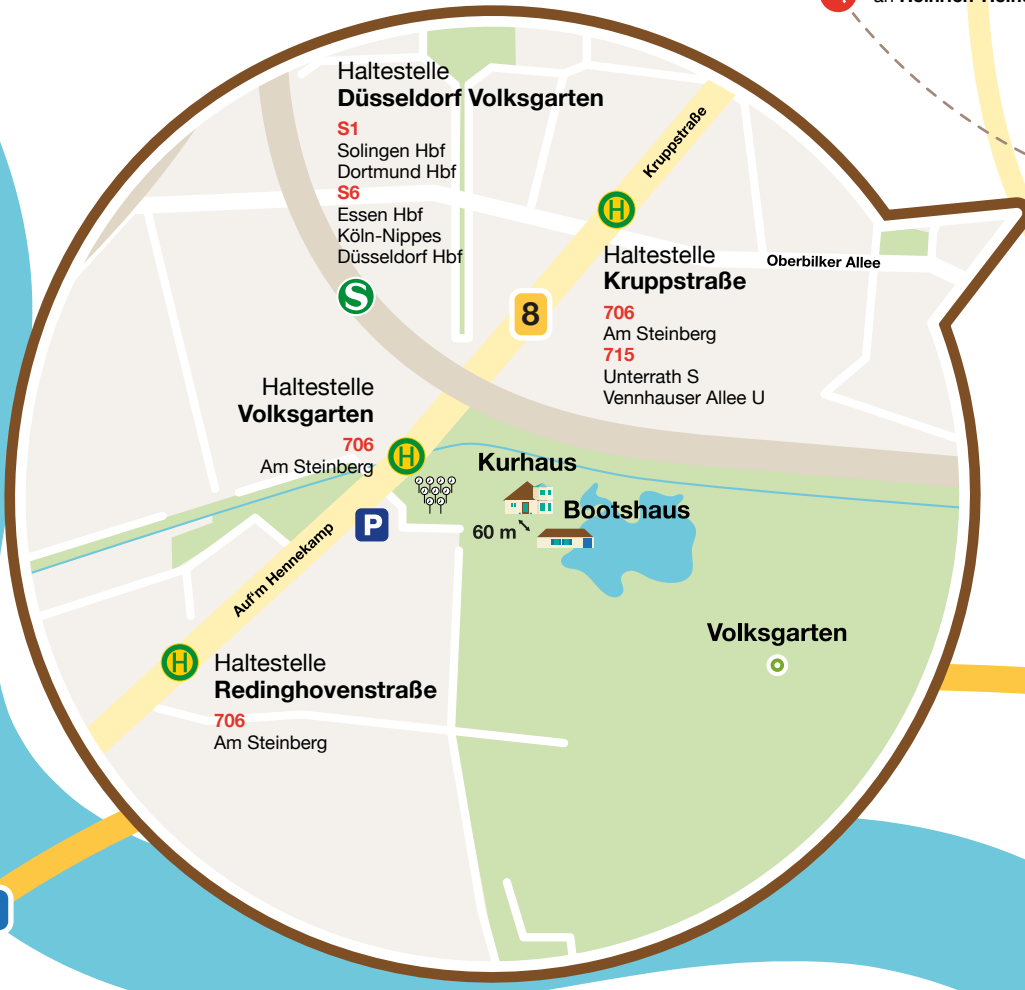 Haltestelle
Düsseldorf Volksgarten
S1
Solingen Hbf
Dortmund Hbf
S6
Essen Hbf
Köln-Nippes
Düsseldorf Hbf
S
Kruppstraße
H
Haltestelle
Kruppstraße
706
Am Steinberg
715
Unterrath S
Vennhauser Allee U
Oberbilker Allee
8
Haltestelle
Volksgarten
706
Am Steinberg
H
Kurhaus
Bootshaus
60 m
P
Auf'm Hennekamp
Volksgarten
H
Haltestelle
Redinghovenstraße
706
Am Steinberg